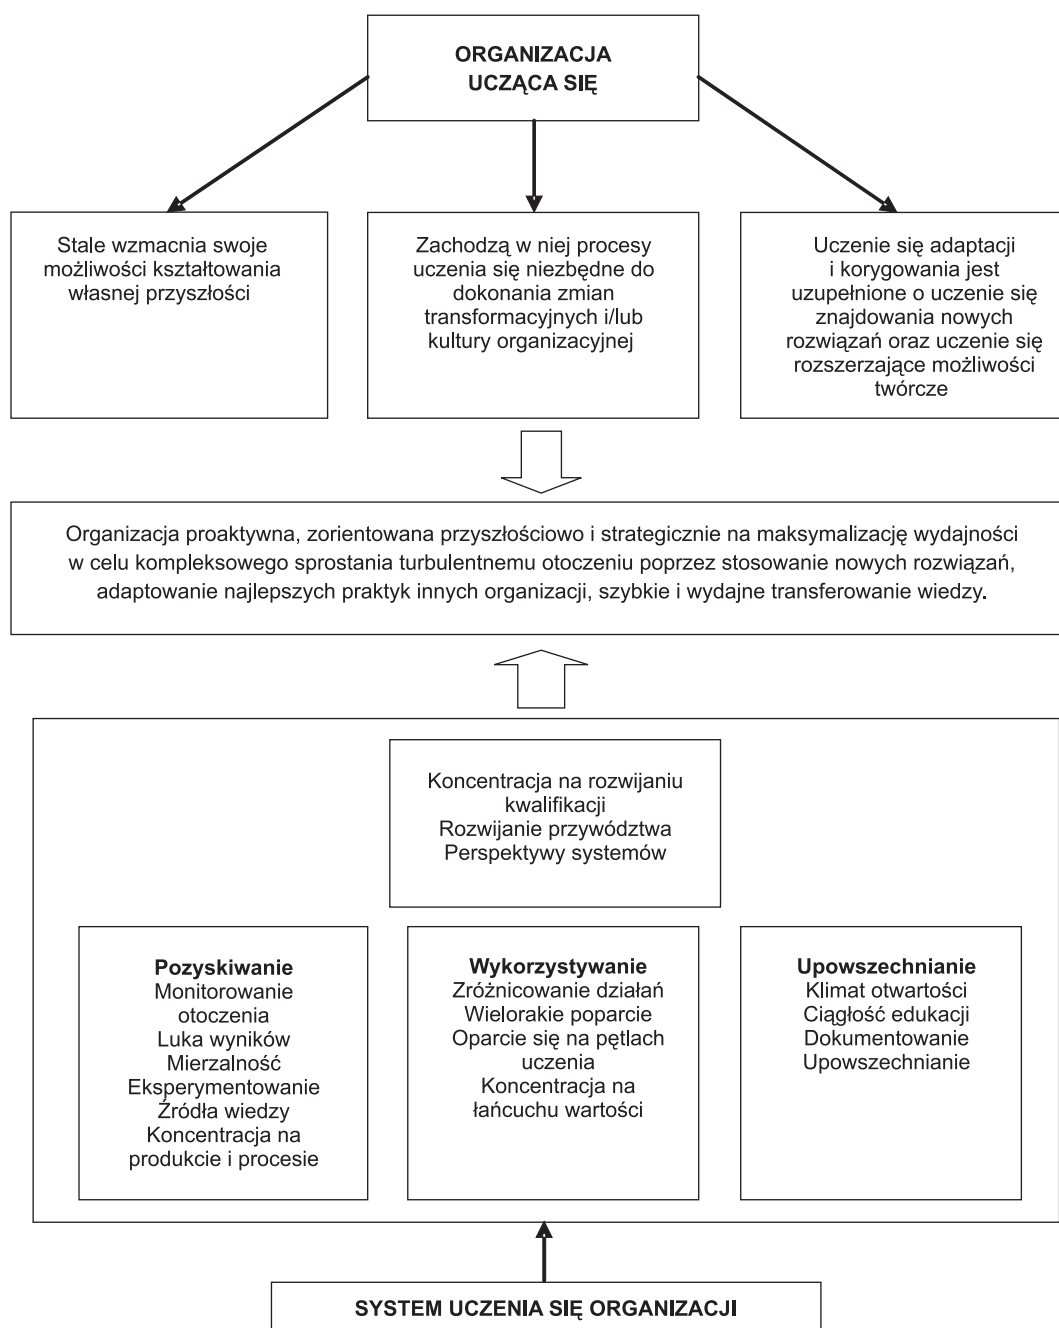 ORGANIZACJA
UCZĄCA SIĘ
Stale wzmacnia swoje
możliwości kształtowania
własnej przyszłości
Zachodzą w niej procesy
uczenia się niezbędne do
dokonania zmian
transformacyjnych i/lub
kultury organizacyjnej
Uczenie się adaptacji
i korygowania jest
uzupełnione o uczenie się
znajdowania nowych
rozwiązań oraz uczenie się
rozszerzające możliwości
twórcze
Organizacja proaktywna, zorientowana przyszłościowo i strategicznie na maksymalizację wydajności
w celu kompleksowego sprostania turbulentnemu otoczeniu poprzez stosowanie nowych rozwiązań,
adaptowanie najlepszych praktyk innych organizacji, szybkie i wydajne transferowanie wiedzy.
Koncentracja na rozwijaniu
kwalifikacji
Rozwijanie przywództwa
Perspektywy systemów
Pozyskiwanie
Monitorowanie
otoczenia
Luka wyników
Mierzalność
Eksperymentowanie
Źródła wiedzy
Koncentracja na
produkcie i procesie
Wykorzystywanie
Zróżnicowanie działań
Wielorakie poparcie
Oparcie się na pętlach
uczenia
Koncentracja na
łańcuchu wartości
Upowszechnianie
Klimat otwartości
Ciągłość edukacji
Dokumentowanie
Upowszechnianie
SYSTEM UCZENIA SIĘ ORGANIZACJI